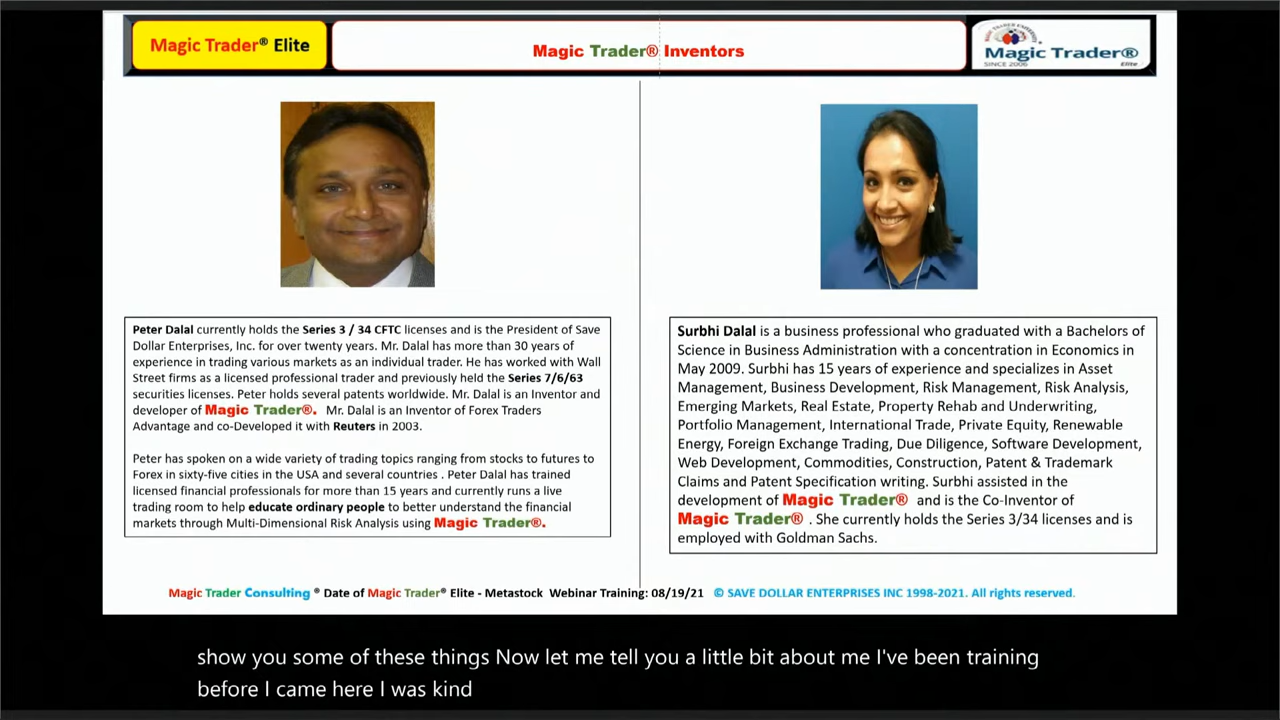 Magic Trader® Elite
Magic Trader® Inventors
MAGIC TRADER UNIVERSITY
Magic Trader®
SINCE 2006
Elite
Peter Dalal currently holds the Series 3 / 34 CFTC licenses and is the President of Save
Dollar Enterprises, Inc. for over twenty years. Mr. Dalal has more than 30 years of
experience in trading various markets as an individual trader. He has worked with Wall
Street firms as a licensed professional trader and previously held the Series 7/6/63
securities licenses. Peter holds several patents worldwide. Mr. Dalal is an Inventor and
developer of Magic Trader®. Mr. Dalal is an Inventor of Forex Traders
Advantage and co-Developed it with Reuters in 2003.
Peter has spoken on a wide variety of trading topics ranging from stocks to futures to
Forex in sixty-five cities in the USA and several countries . Peter Dalal has trained
licensed financial professionals for more than 15 years and currently runs a live
trading room to help educate ordinary people to better understand the financial
markets through Multi-Dimensional Risk Analysis using Magic Trader®.
Surbhi Dalal is a business professional who graduated with a Bachelors of
Science in Business Administration with a concentration in Economics in
May 2009. Surbhi has 15 years of experience and specializes in Asset
Management, Business Development, Risk Management, Risk Analysis,
Emerging Markets, Real Estate, Property Rehab and Underwriting,
Portfolio Management, International Trade, Private Equity, Renewable
Energy, Foreign Exchange Trading, Due Diligence, Software Development,
Web Development, Commodities, Construction, Patent & Trademark
Claims and Patent Specification writing. Surbhi assisted in the
development of Magic Trader® and is the Co-Inventor of
Magic Trader® . She currently holds the Series 3/34 licenses and is
employed with Goldman Sachs.
Magic Trader Consulting ® Date of Magic Trader® Elite - Metastock Webinar Training: 08/19/21 © SAVE DOLLAR ENTERPRISES INC 1998-2021. All rights reserved.
show you some of these things Now let me tell you a little bit about me I've been training
before I came here I was kind